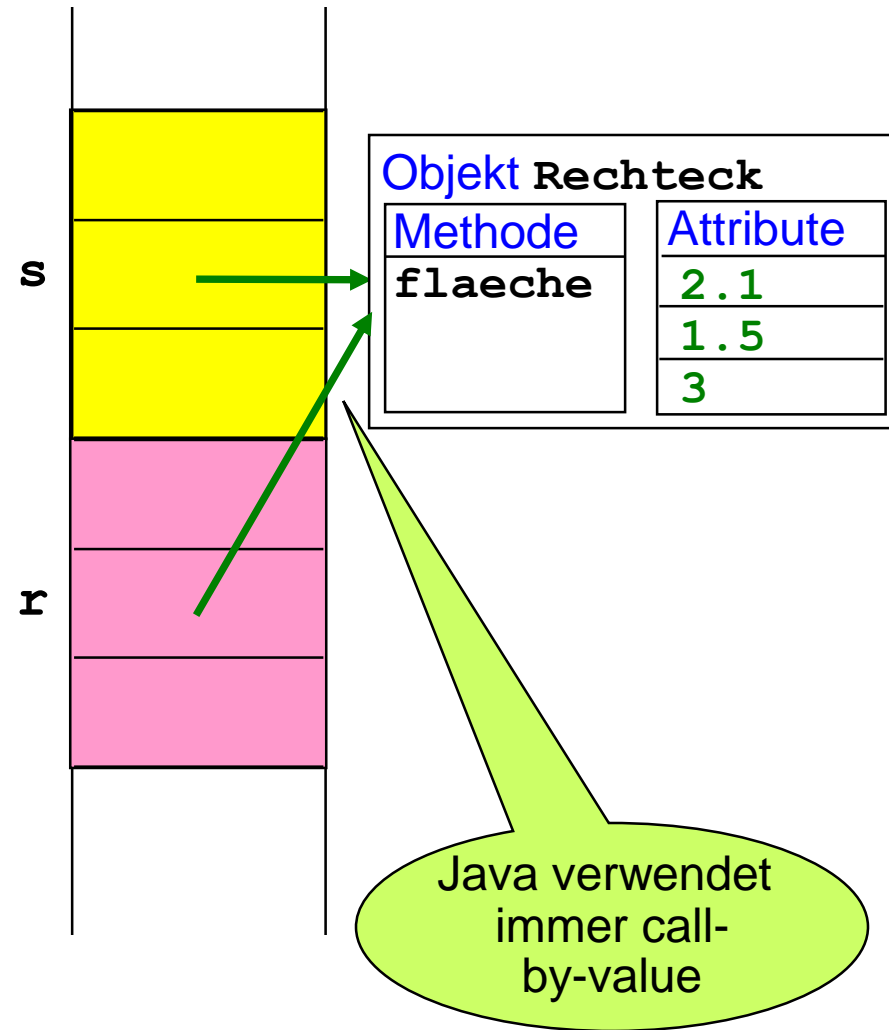 s
r
Objekt Rechteck
Methode
flaeche
Attribute
2.1
1.5
3
Java verwendet
immer call-
by-value